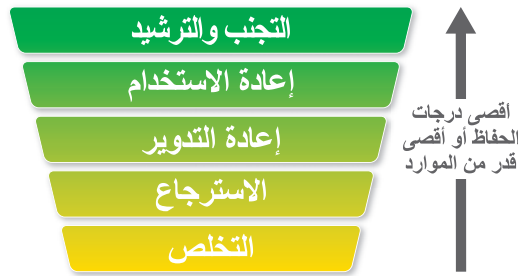 التجنب والترشيد
إعادة الاستخدام
إعادة التدوير
الاسترجاع
التخلص
أقصى درجات
الحفاظ أو أقصى
قدر من الموارد